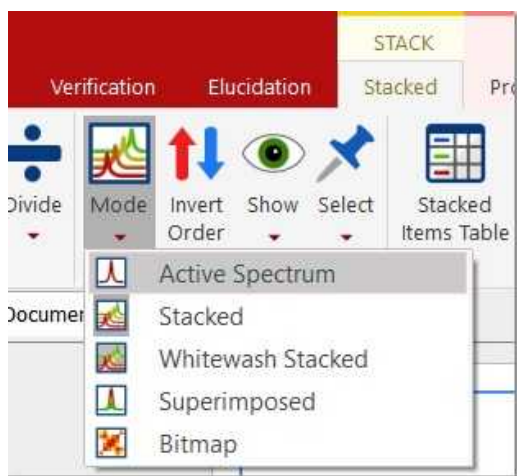 STACK
Verification Elucidation Stacked
Divide Mode Invert Order Show Select Stacked Items Table
Active Spectrum
Stacked
Whitewash Stacked
Superimposed
Bitmap